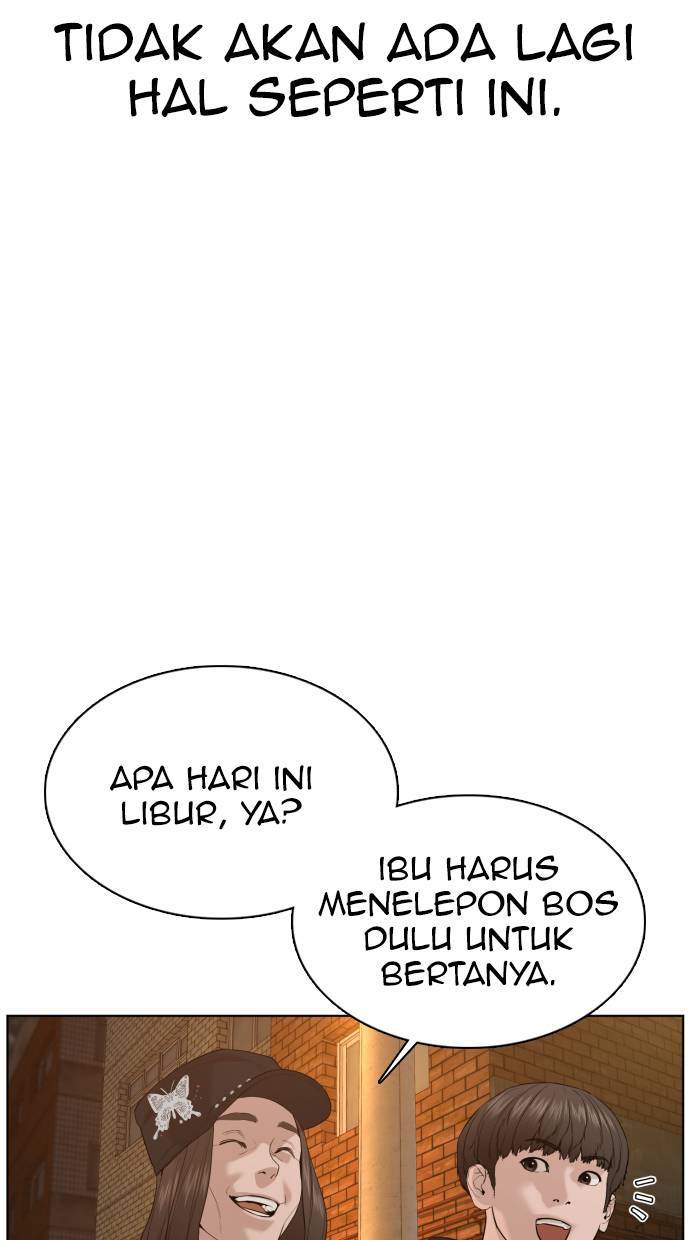 TIDAK AKAN ADA LAGI
HAL SEPERTI INI.
APA HARI INI
LIBUR, YA?
IBU HARUS
MENELEPON BOS
DULU UNTUK
BERTANYA.